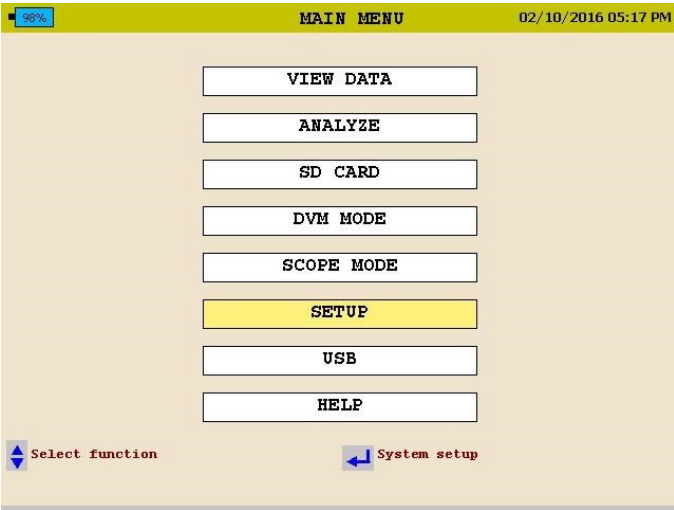 98% MAIN MENU 02/10/2016 05:17 PM
VIEW DATA
ANALYZE
SD CARD
DVM MODE
SCOPE MODE
SETUP
USB
HELP
Select function System setup